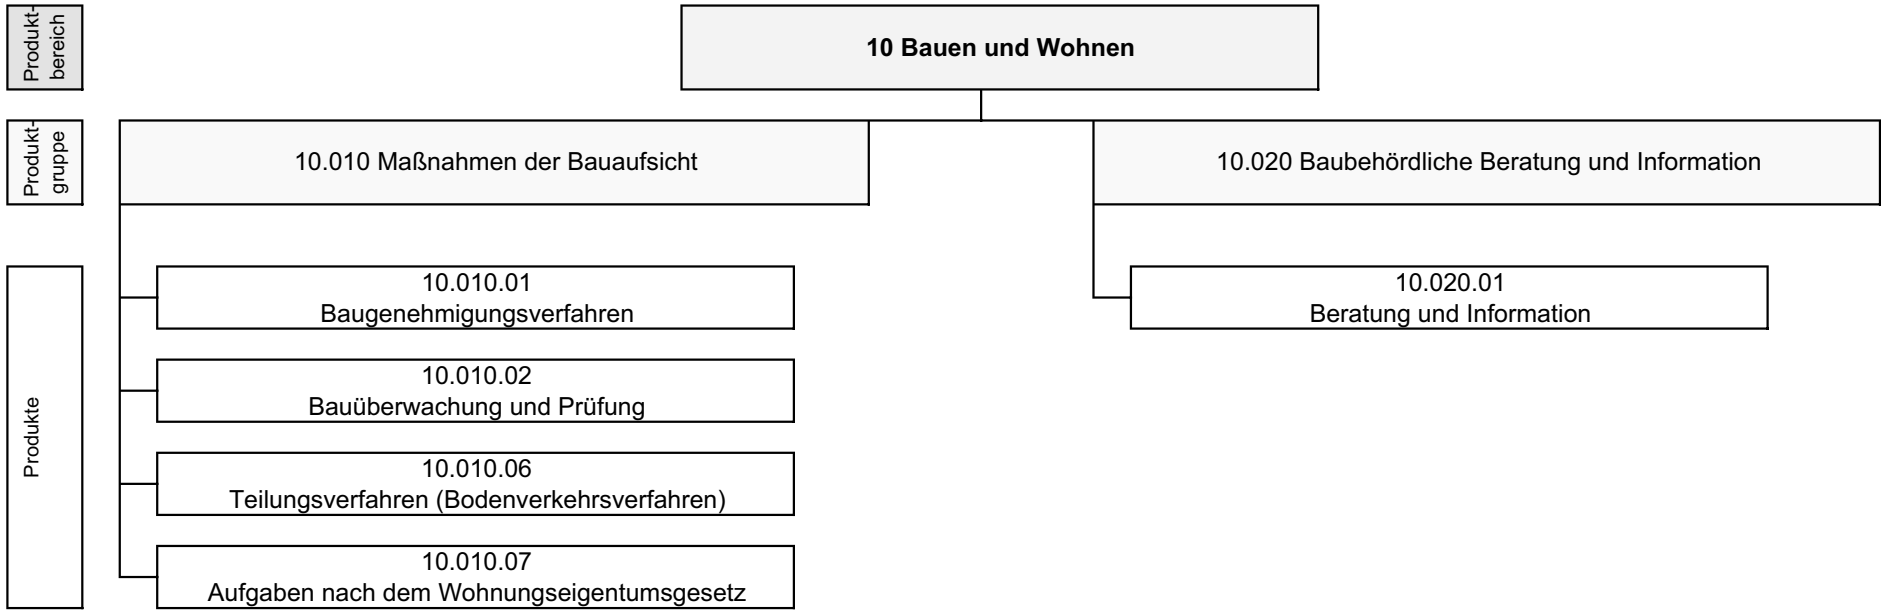 Produkt-
bereich
10 Bauen und Wohnen
Produkt-
gruppe
10.010 Maßnahmen der Bauaufsicht
10.020 Baubehördliche Beratung und Information
Produkte
10.010.01
Baugenehmigungsverfahren
10.020.01
Beratung und Information
10.010.02
Bauüberwachung und Prüfung
10.010.06
Teilungsverfahren (Bodenverkehrsverfahren)
10.010.07
Aufgaben nach dem Wohnungseigentumsgesetz